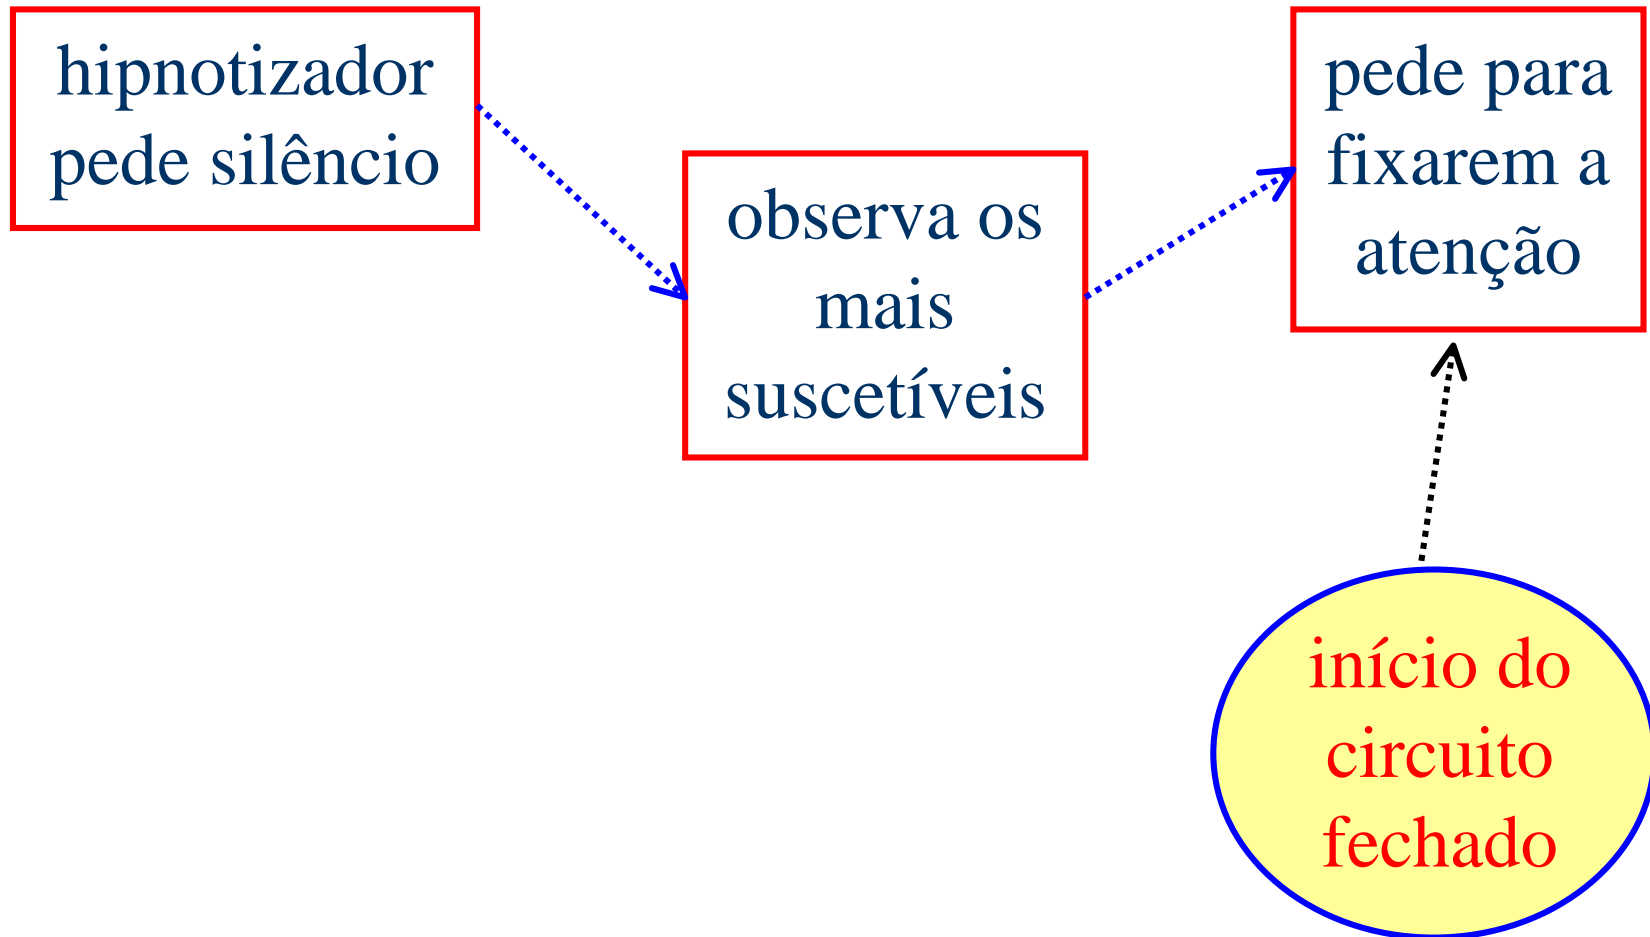 hipnotizador
pede silêncio
observa os
mais
suscetíveis
pede para
fixarem a
atenção
início do
circuito
fechado